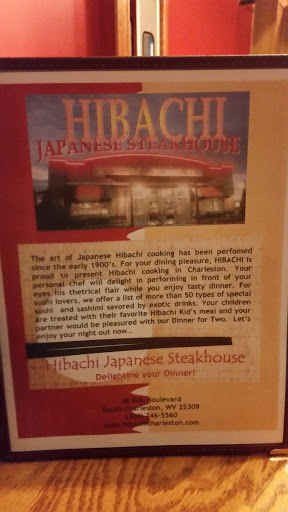 HIBACHI
JAPANESE STEAKHOUSE
The art of Japanese Hibachi cooking has been perfomed
since the early 1900's. For your dining pleasure, HIBACHI is
proud to present Hibachi cooking in Charleston. Your
personal chef will delight in performing in front of your
eyes his thetrical flair while you enjoy tasty dinner. For
sushi lovers, we offer a list of more than 50 types of special
sushi and sashimi savored by exotic drinks. Your children
are treated with their favorite Hibachi Kid's meal and your
partner would be pleasured with our Dinner for Two. Let's
enjoy your night out now...
Hibachi Japanese Steakhouse
Delighting your Dinner!
Boulevard
South Charleston, WV 25309
746-5560